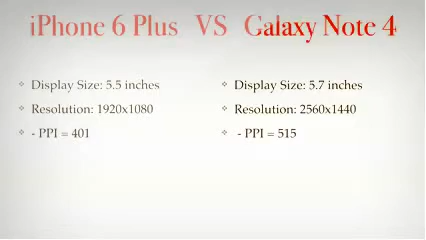 iPhone 6 Plus VS Galaxy Note 4
Display Size: 5.5 inches
Resolution: 1920x1080
- PPI = 401
Display Size: 5.7 inches
Resolution: 2560x1440
- PPI = 515